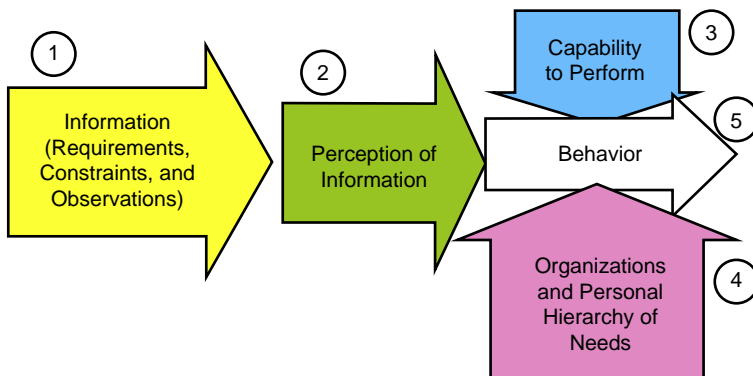 1
Information
(Requirements,
Constraints, and
Observations)
2
Perception of
Information
3
Capability
to Perform
5
Behavior
4
Organizations
and Personal
Hierarchy of
Needs